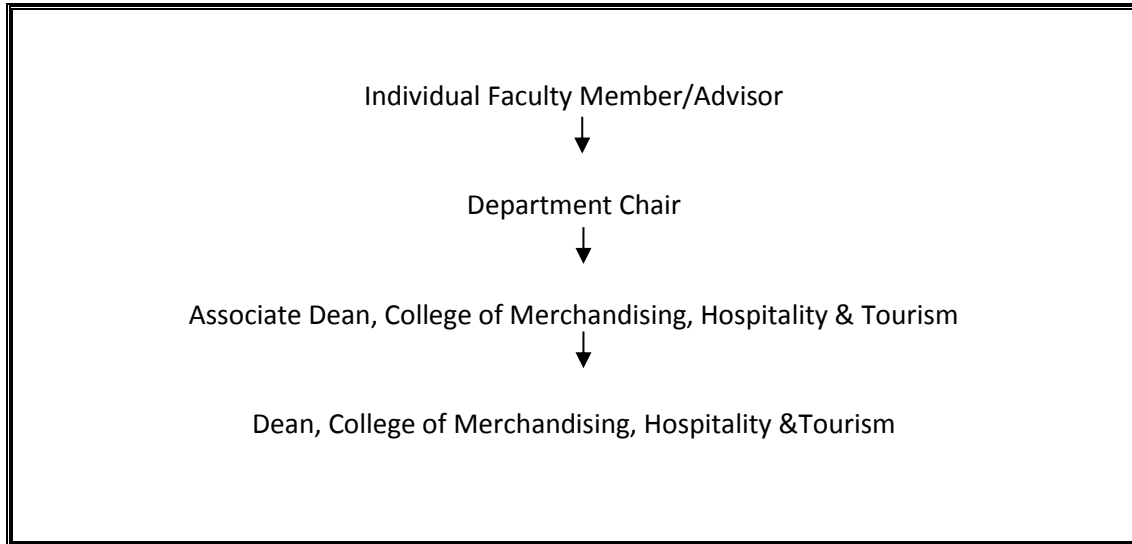 Individual Faculty Member/Advisor
Department Chair
Associate Dean, College of Merchandising, Hospitality & Tourism
Dean, College of Merchandising, Hospitality &Tourism